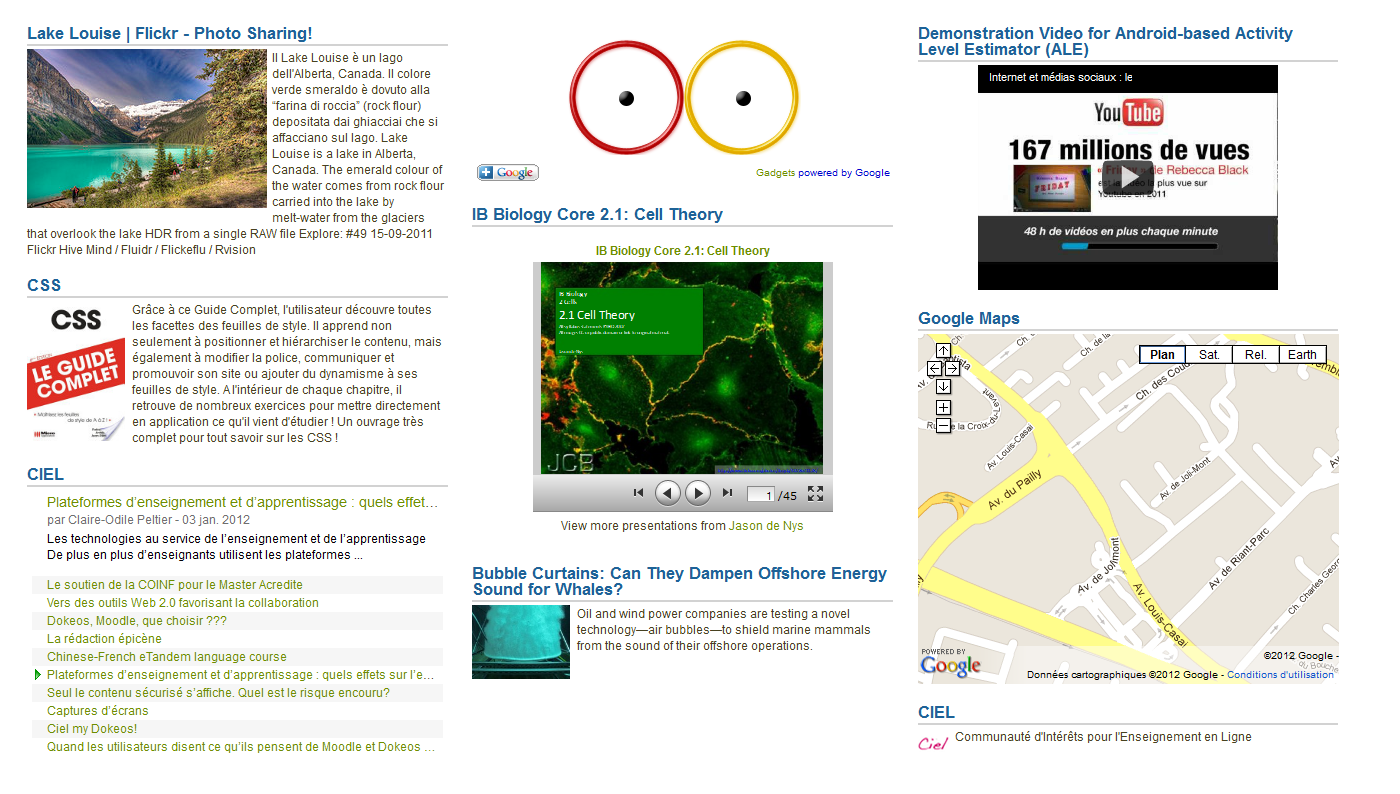 Lake Louise | Flickr - Photo Sharing!
Il Lake Louise è un lago
dell'Alberta, Canada. Il colore
verde smeraldo è dovuto alla
“farina di roccia” (rock flour)
depositata dai ghiacciai che si
affacciano sul lago. Lake
Louise is a lake in Alberta,
Canada. The emerald colour of
the water comes from rock flour
carried into the lake by
melt-water from the glaciers
that overlook the lake HDR from a single RAW file Explore: #49 15-09-2011
Flickr Hive Mind / Fluidr / Flickeflu / Rvision
CSS
CSS
LE GUIDE
COMPLET
Grâce à ce Guide Complet, l'utilisateur découvre toutes
les facettes des feuilles de style. Il apprend non
seulement à positionner et hiérarchiser le contenu, mais
également à modifier la police, communiquer et
promouvoir son site ou ajouter du dynamisme à ses
feuilles de style. A l'intérieur de chaque chapitre, il
retrouve de nombreux exercices pour mettre directement
en application ce qu'il vient d'étudier ! Un ouvrage très
complet pour tout savoir sur les CSS !
CIEL
Plateformes d’enseignement et d’apprentissage : quels effet...
par Claire-Odile Peltier - 03 jan. 2012
Les technologies au service de l’enseignement et de l’apprentissage
De plus en plus d’enseignants utilisent les plateformes ...
Le soutien de la COINF pour le Master Acredite
Vers des outils Web 2.0 favorisant la collaboration
Dokeos, Moodle, que choisir ???
La rédaction épicène
Chinese-French eTandem language course
Plateformes d’enseignement et d’apprentissage : quels effets sur l’e...
Seul le contenu sécurisé s’affiche. Quel est le risque encouru?
Captures d’écrans
Ciel my Dokeos!
Quand les utilisateurs disent ce qu’ils pensent de Moodle et Dokeos ...
Google
Gadgets powered by Google
IB Biology Core 2.1: Cell Theory
IB Biology Core 2.1: Cell Theory
IB Biology
2 Cells
2.1 Cell Theory
JCB
1 /45
View more presentations from Jason de Nys
Bubble Curtains: Can They Dampen Offshore Energy
Sound for Whales?
Oil and wind power companies are testing a novel
technology—air bubbles—to shield marine mammals
from the sound of their offshore operations.
Demonstration Video for Android-based Activity
Level Estimator (ALE)
Internet et médias sociaux : le
YouTube
167 millions de vues
« Friday » de Rebecca Black
est la vidéo la plus vue sur
Youtube en 2011
FRIDAY
48 h de vidéos en plus chaque minute
Google Maps
Plan Sat. Rel. Earth
Ch. des Coud
Ch. de la
Av. Louis-Casaï
Av. du Pailly
Av. de Joli-Mont
Av. de Riant-Parc
Av. de Joinmont
Av. Louis-Casaï
Ch. Charles-Georg
du Bouchet
POWERED BY
Google
©2012 Google -
Données cartographiques ©2012 Google - Conditions d'utilisation
CIEL
Ciel
Communauté d'Intérêts pour l'Enseignement en Ligne